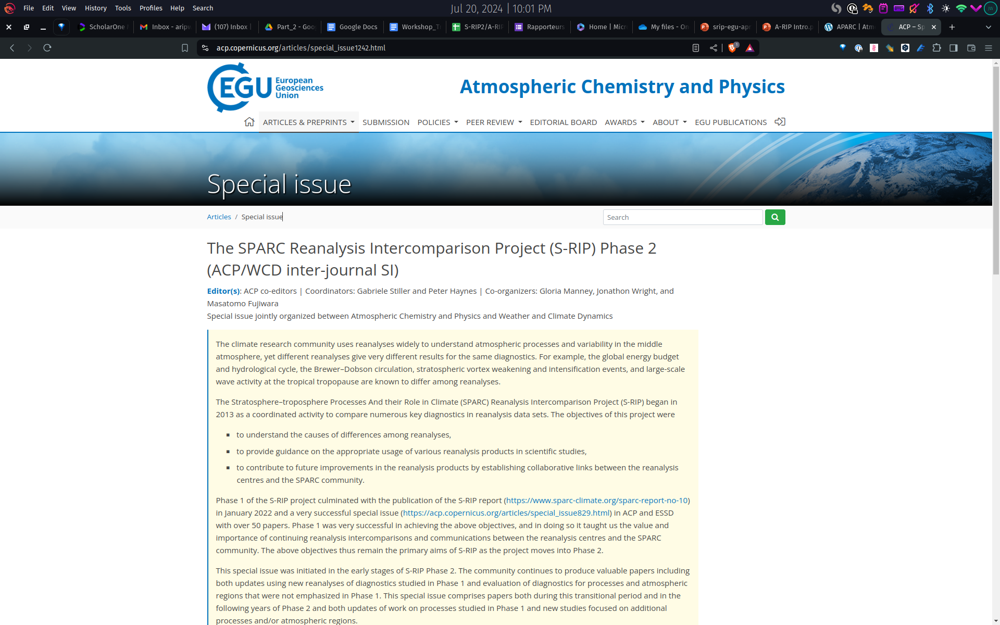 File Edit View History Tools Profiles Help Search
Jul 20, 2024 | 10:01 PM
ScholarOne
Inbox - aripw
(107) Inbox
Part_2 - Goo
Google Docs
Workshop_T
S-RIP2/A-RIP
Rapporteurs
Home | Micr
My files - On
srip-egu-apr
A-RIP Intro.p
APARC | Atm
ACP – Sp
acp.copernicus.org/articles/special_issue1242.html
EGU European
Geosciences
Union
Atmospheric Chemistry and Physics
ARTICLES & PREPRINTS SUBMISSION POLICIES PEER REVIEW EDITORIAL BOARD AWARDS ABOUT EGU PUBLICATIONS
Special issue
Articles / Special issue
Search
The SPARC Reanalysis Intercomparison Project (S-RIP) Phase 2
(ACP/WCD inter-journal SI)
Editor(s): ACP co-editors | Coordinators: Gabriele Stiller and Peter Haynes | Co-organizers: Gloria Manney, Jonathon Wright, and
Masatomo Fujiwara
Special issue jointly organized between Atmospheric Chemistry and Physics and Weather and Climate Dynamics
The climate research community uses reanalyses widely to understand atmospheric processes and variability in the middle
atmosphere, yet different reanalyses give very different results for the same diagnostics. For example, the global energy budget
and hydrological cycle, the Brewer–Dobson circulation, stratospheric vortex weakening and intensification events, and large-scale
wave activity at the tropical tropopause are known to differ among reanalyses.
The Stratosphere–troposphere Processes And their Role in Climate (SPARC) Reanalysis Intercomparison Project (S-RIP) began in
2013 as a coordinated activity to compare numerous key diagnostics in reanalysis data sets. The objectives of this project were
▪ to understand the causes of differences among reanalyses,
▪ to provide guidance on the appropriate usage of various reanalysis products in scientific studies,
▪ to contribute to future improvements in the reanalysis products by establishing collaborative links between the reanalysis
centres and the SPARC community.
Phase 1 of the S-RIP project culminated with the publication of the S-RIP report (https://www.sparc-climate.org/sparc-report-no-10)
in January 2022 and a very successful special issue (https://acp.copernicus.org/articles/special_issue829.html) in ACP and ESSD
with over 50 papers. Phase 1 was very successful in achieving the above objectives, and in doing so it taught us the value and
importance of continuing reanalysis intercomparisons and communications between the reanalysis centres and the SPARC
community. The above objectives thus remain the primary aims of S-RIP as the project moves into Phase 2.
This special issue was initiated in the early stages of S-RIP Phase 2. The community continues to produce valuable papers including
both updates using new reanalyses of diagnostics studied in Phase 1 and evaluation of diagnostics for processes and atmospheric
regions that were not emphasized in Phase 1. This special issue comprises papers both during this transitional period and in the
following years of Phase 2 and both updates of work on processes studied in Phase 1 and new studies focused on additional
processes and/or atmospheric regions.